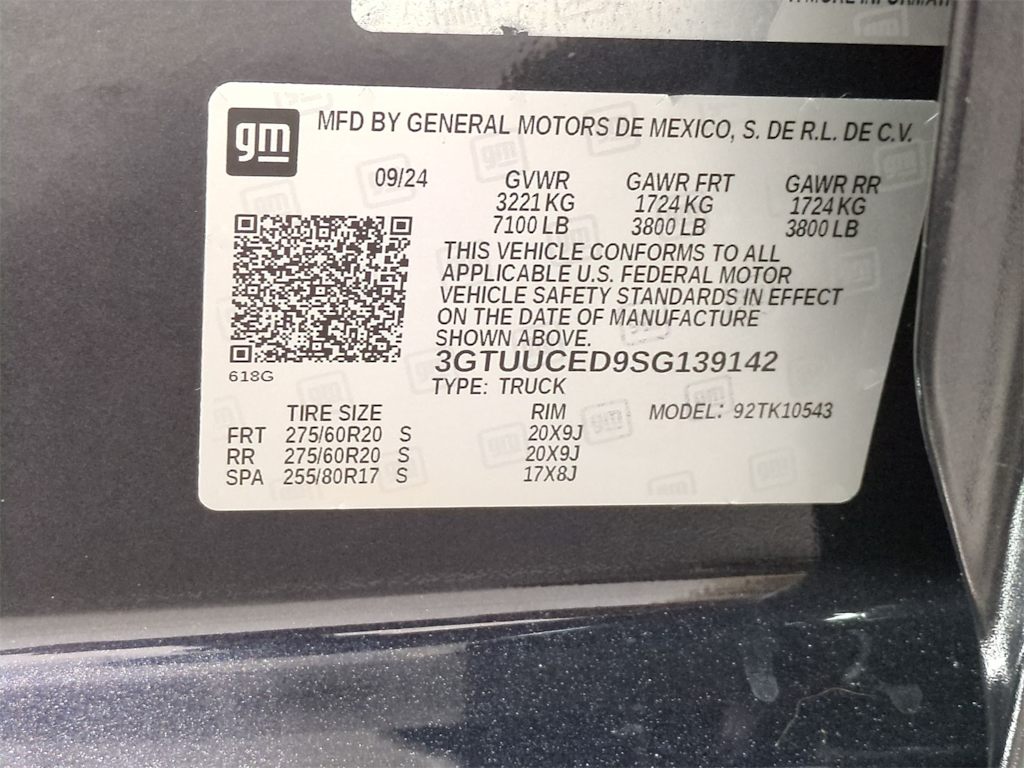 MORE INFORMAT
gm
MFD BY GENERAL MOTORS DE MEXICO, S. DE R.L. DE C.V.
09/24 GVWR GAWR FRT GAWR RR
3221 KG 1724 KG 1724 KG
7100 LB 3800 LB 3800 LB
THIS VEHICLE CONFORMS TO ALL
APPLICABLE U.S. FEDERAL MOTOR
VEHICLE SAFETY STANDARDS IN EFFECT
ON THE DATE OF MANUFACTURE
SHOWN ABOVE.
3GTUUCED9SG139142
618G
TYPE: TRUCK
TIRE SIZE RIM MODEL: 92TK10543
FRT 275/60R20 S 20X9J
RR 275/60R20 S 20X9J
SPA 255/80R17 S 17X8J